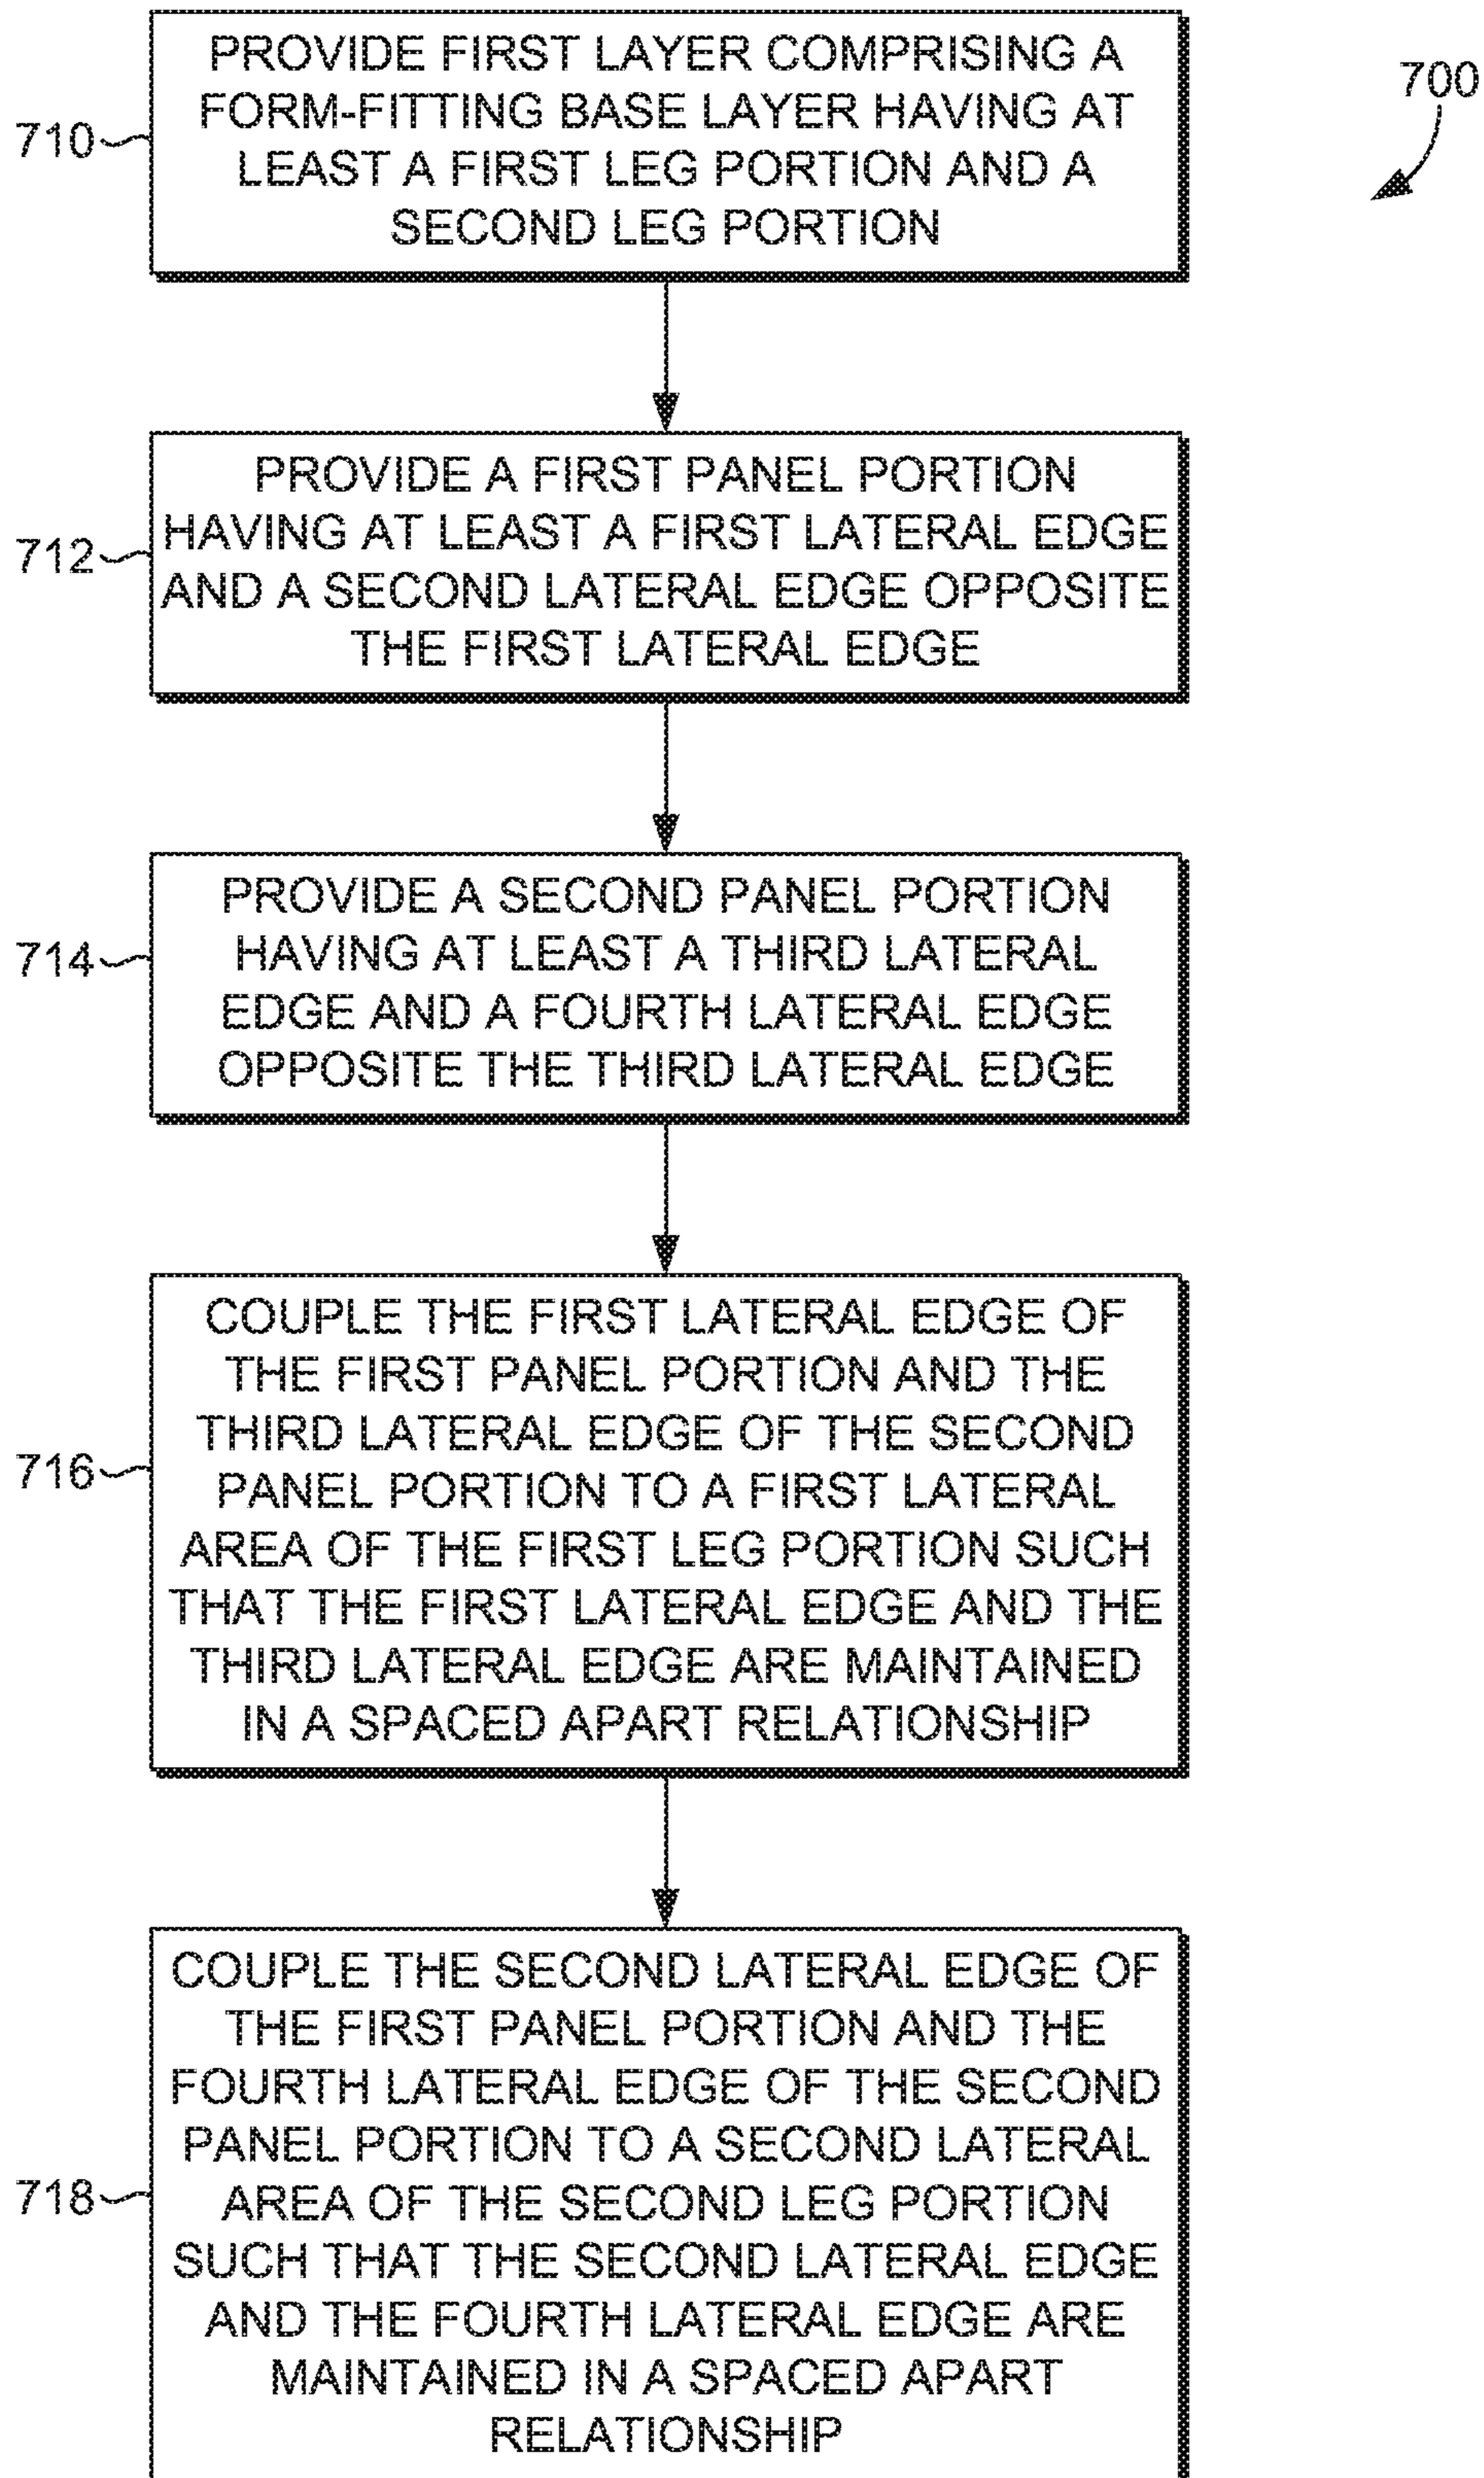 700
710
PROVIDE FIRST LAYER COMPRISING A
FORM-FITTING BASE LAYER HAVING AT
LEAST A FIRST LEG PORTION AND A
SECOND LEG PORTION
712
PROVIDE A FIRST PANEL PORTION
HAVING AT LEAST A FIRST LATERAL EDGE
AND A SECOND LATERAL EDGE OPPOSITE
THE FIRST LATERAL EDGE
714
PROVIDE A SECOND PANEL PORTION
HAVING AT LEAST A THIRD LATERAL
EDGE AND A FOURTH LATERAL EDGE
OPPOSITE THE THIRD LATERAL EDGE
716
COUPLE THE FIRST LATERAL EDGE OF
THE FIRST PANEL PORTION AND THE
THIRD LATERAL EDGE OF THE SECOND
PANEL PORTION TO A FIRST LATERAL
AREA OF THE FIRST LEG PORTION SUCH
THAT THE FIRST LATERAL EDGE AND THE
THIRD LATERAL EDGE ARE MAINTAINED
IN A SPACED APART RELATIONSHIP
718
COUPLE THE SECOND LATERAL EDGE OF
THE FIRST PANEL PORTION AND THE
FOURTH LATERAL EDGE OF THE SECOND
PANEL PORTION TO A SECOND LATERAL
AREA OF THE SECOND LEG PORTION
SUCH THAT THE SECOND LATERAL EDGE
AND THE FOURTH LATERAL EDGE ARE
MAINTAINED IN A SPACED APART
RELATIONSHIP